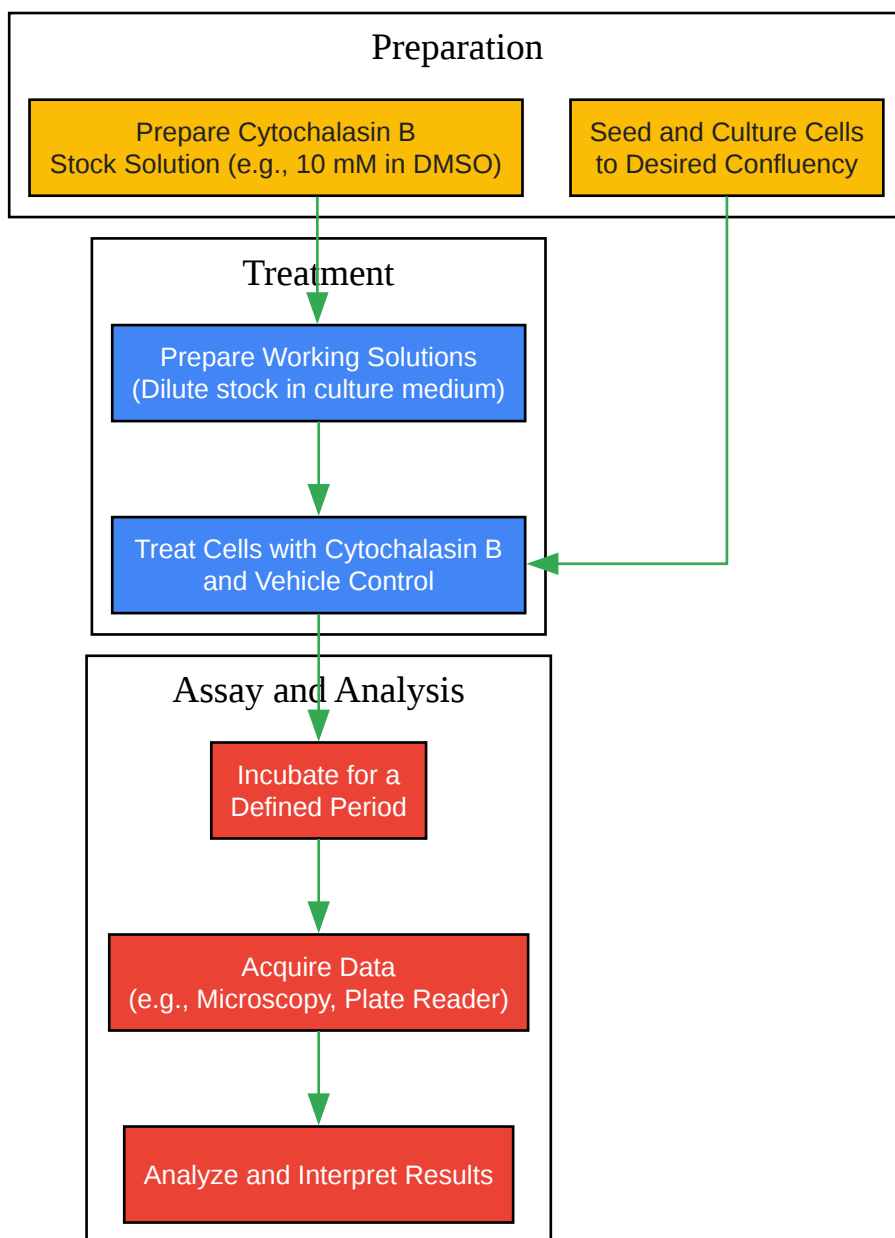 Preparation
Prepare Cytochalasin B
Stock Solution (e.g., 10 mM in DMSO)
Seed and Culture Cells
to Desired Confluency
Treatment
Prepare Working Solutions
(Dilute stock in culture medium)
Treat Cells with Cytochalasin B
and Vehicle Control
Assay and Analysis
Incubate for a
Defined Period
Acquire Data
(e.g., Microscopy, Plate Reader)
Analyze and Interpret Results